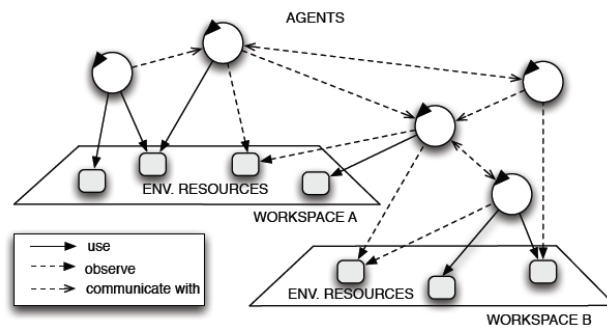 AGENTS
ENV. RESOURCES
WORKSPACE A
use
observe
communicate with
ENV. RESOURCES
WORKSPACE B